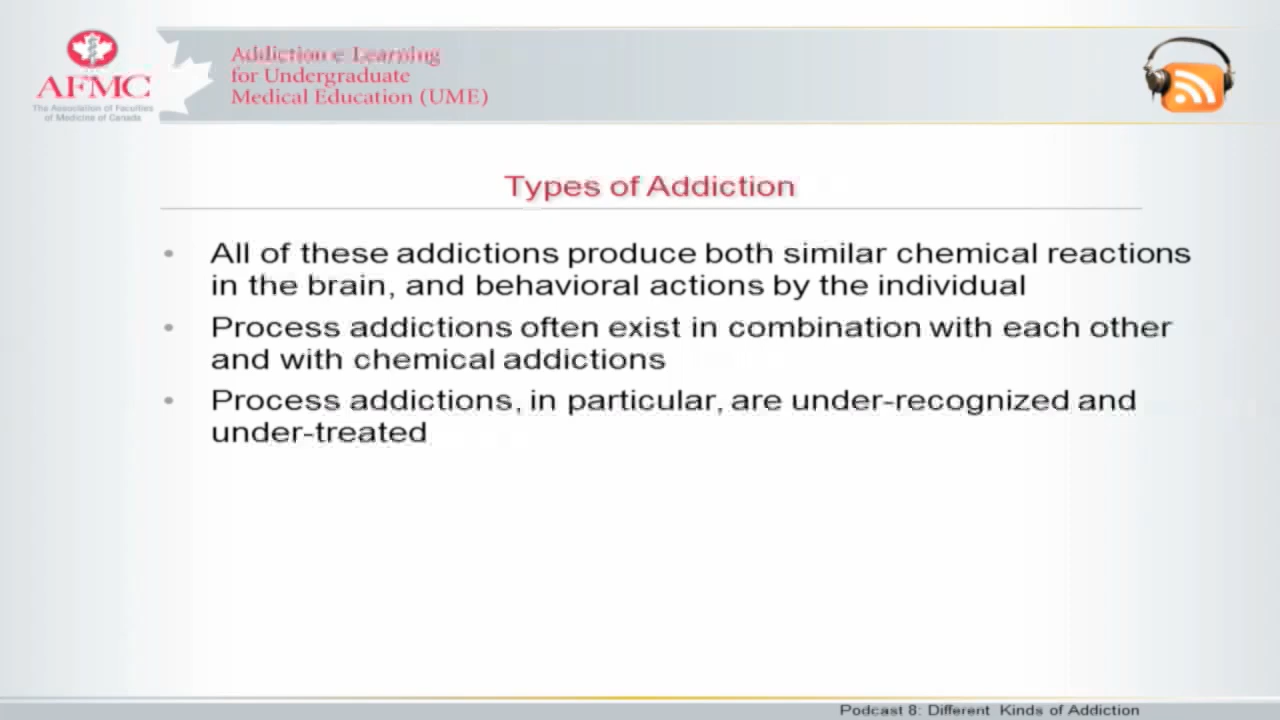 AFMC
The Association of Faculties
of Medicine of Canada
Addiction e Learning
for Undergraduate
Medical Education (UME)
Types of Addiction
• All of these addictions produce both similar chemical reactions
in the brain, and behavioral actions by the individual
• Process addictions often exist in combination with each other
and with chemical addictions
• Process addictions, in particular, are under-recognized and
under-treated
Podcast 8: Different Kinds of Addiction